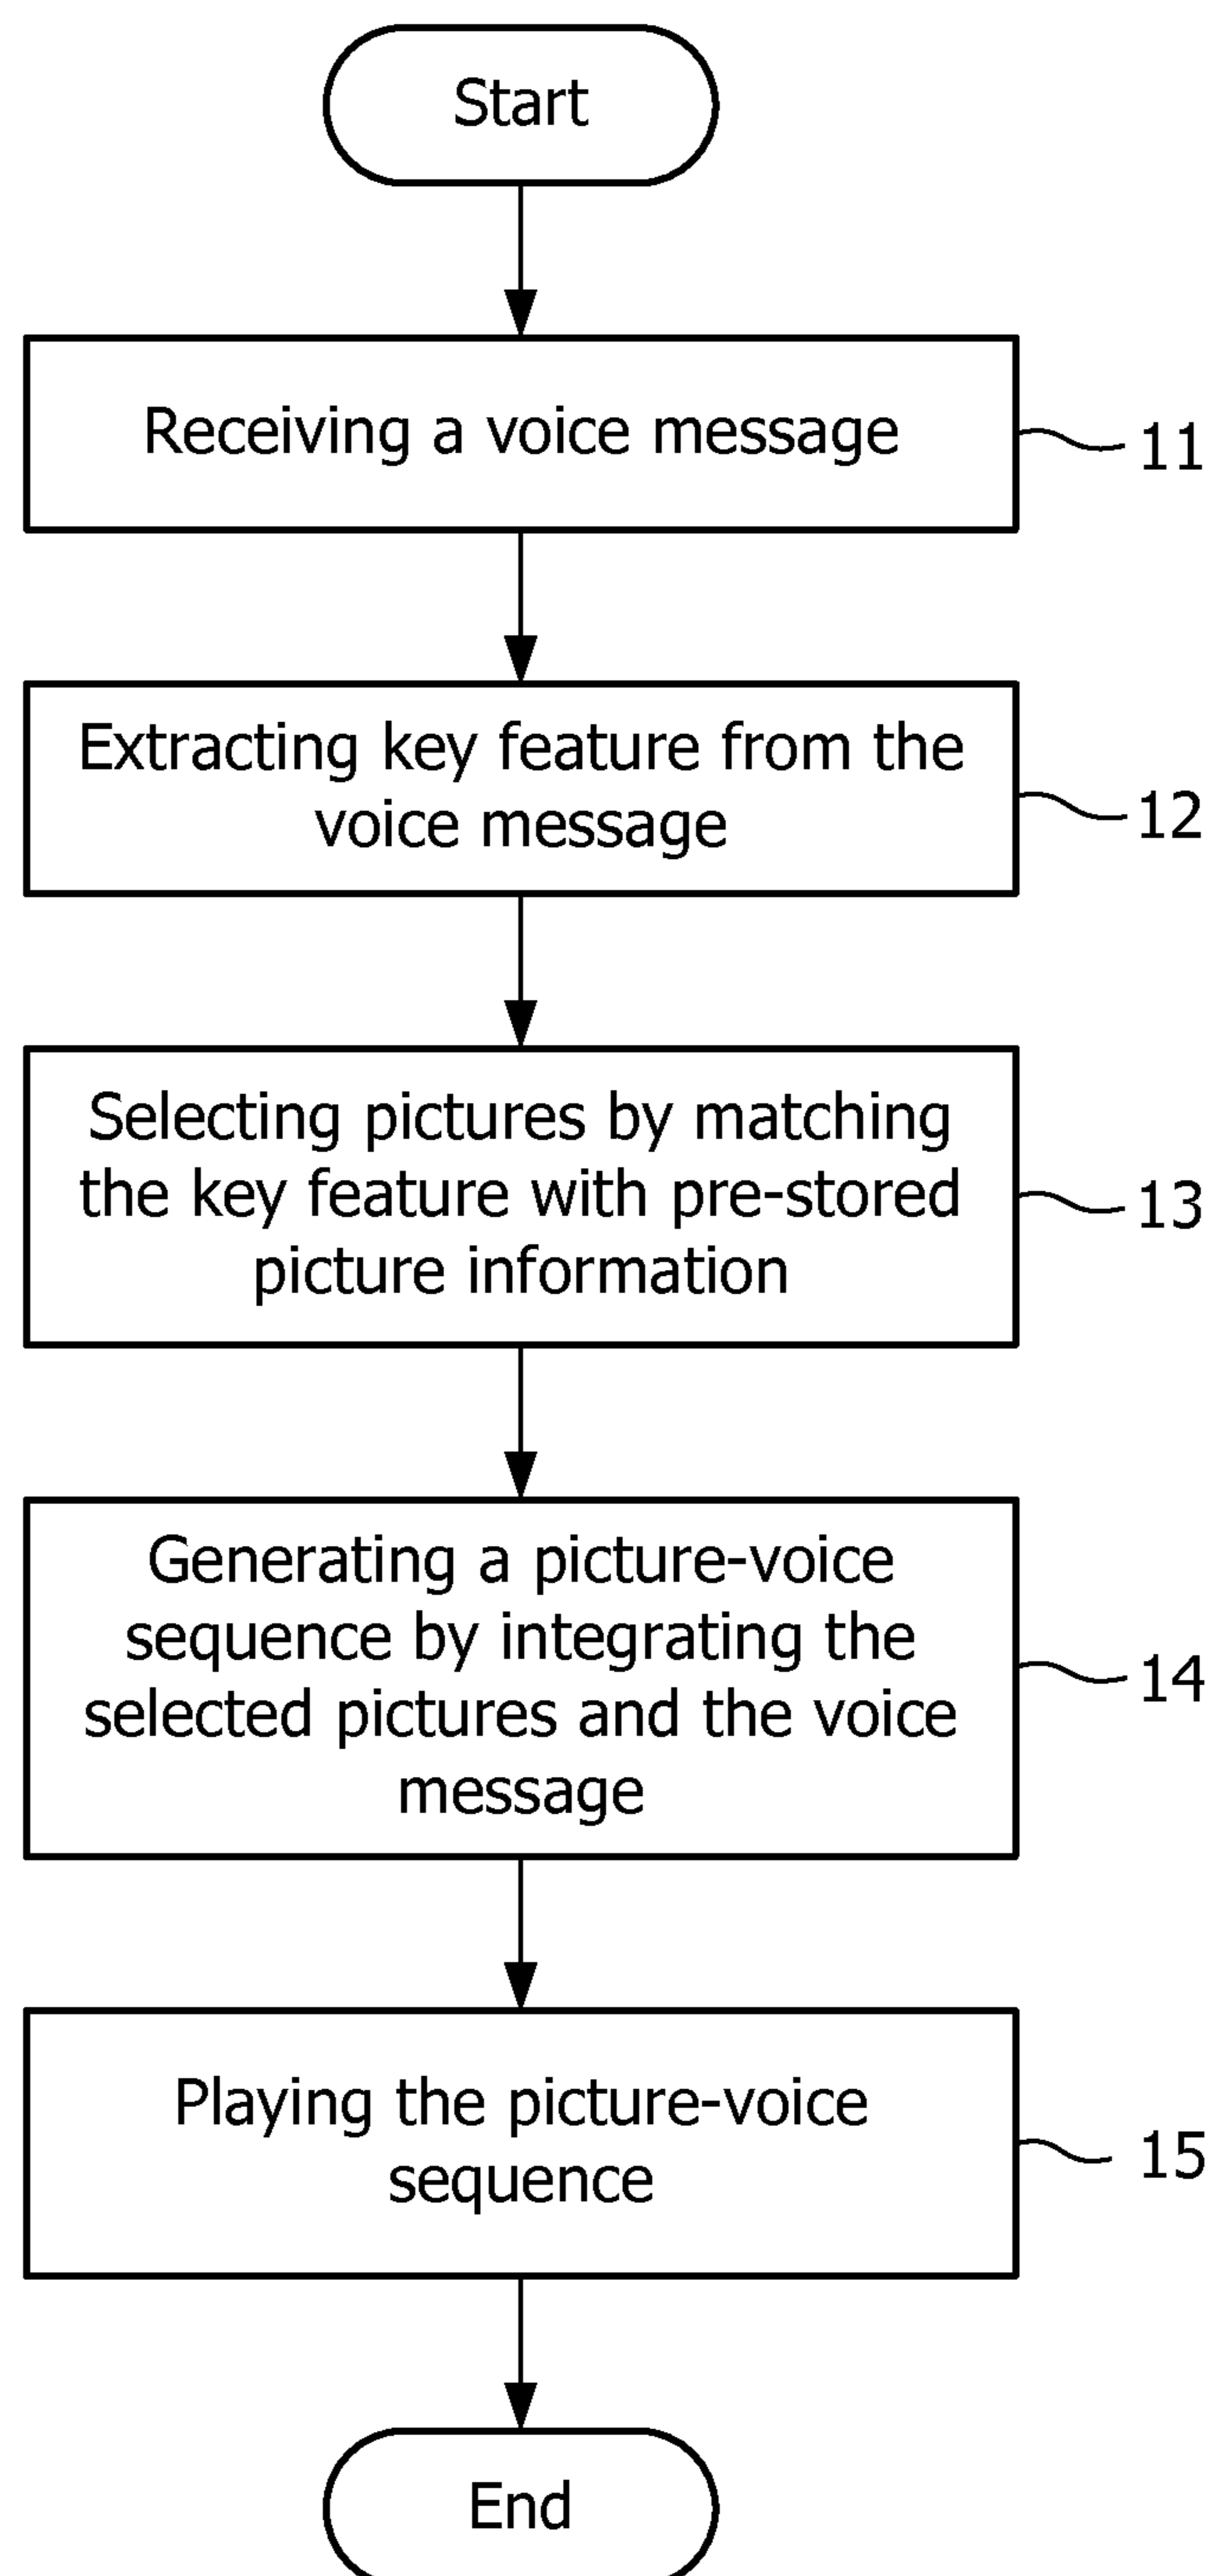 Start
Receiving a voice message
11
Extracting key feature from the
voice message
12
Selecting pictures by matching
the key feature with pre-stored
picture information
13
Generating a picture-voice
sequence by integrating the
selected pictures and the voice
message
14
Playing the picture-voice
sequence
15
End